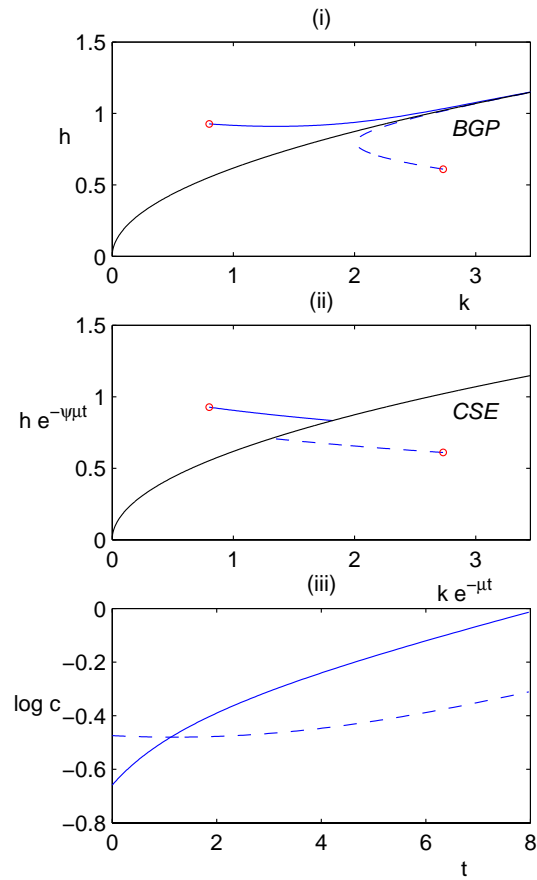 (i)
1.5
1
h
0.5
0
BGP
0 1 2 3
k
(ii)
1.5
1
h e^{−ψμt}
0.5
0
CSE
0 1 2 3
k e^{−μt}
(iii)
0
−0.2
−0.4
log c
−0.6
−0.8
0 2 4 6 8
t